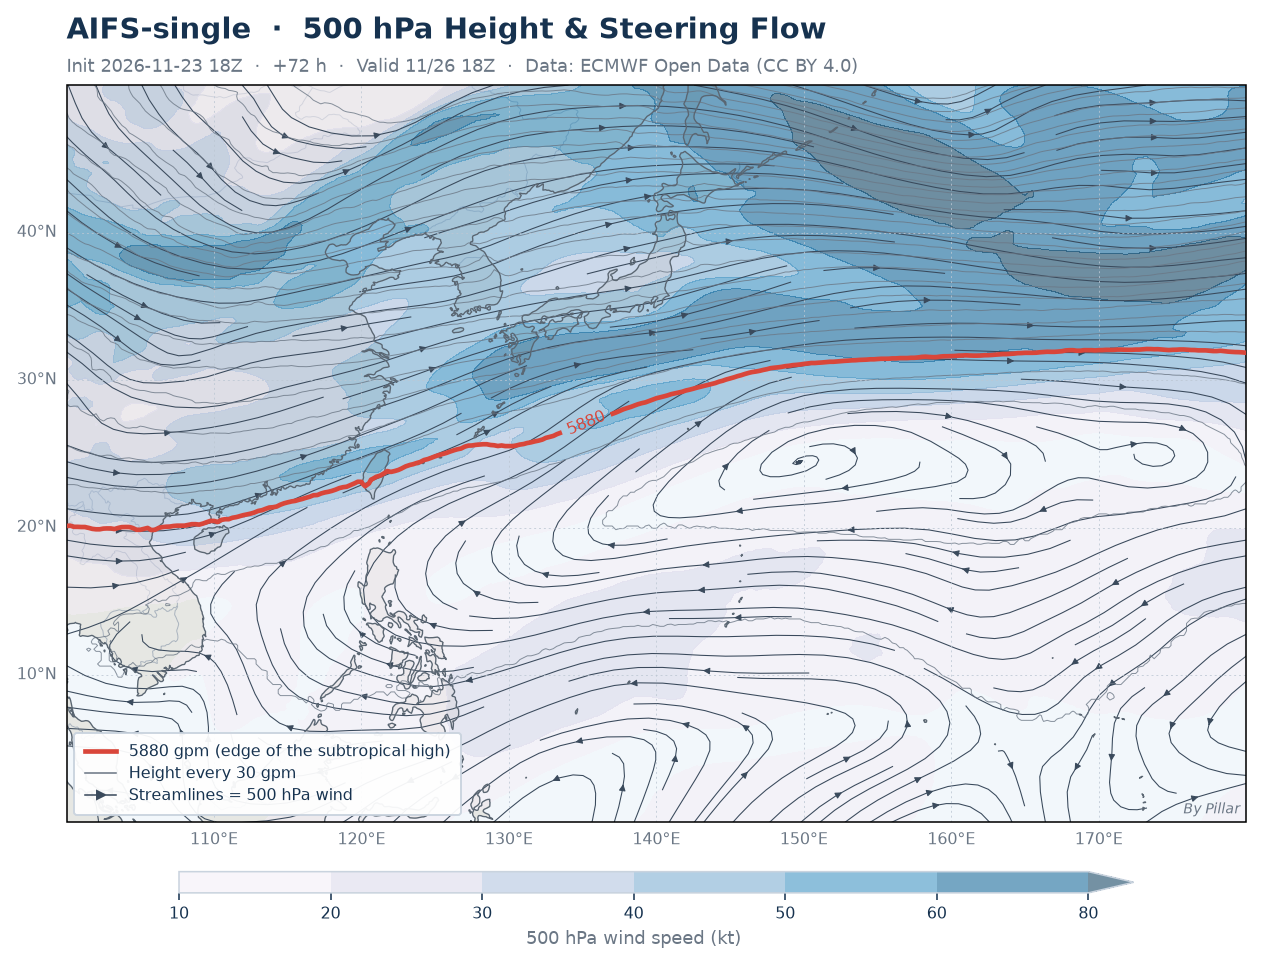 AIFS-single · 500 hPa Height & Steering Flow
Init 2026-11-23 18Z · +72 h · Valid 11/26 18Z · Data: ECMWF Open Data (CC BY 4.0)
40°N
30°N
20°N
10°N
5880
5880 gpm (edge of the subtropical high)
Height every 30 gpm
Streamlines = 500 hPa wind
By Pillar
110°E 120°E 130°E 140°E 150°E 160°E 170°E
10 20 30 40 50 60 80
500 hPa wind speed (kt)